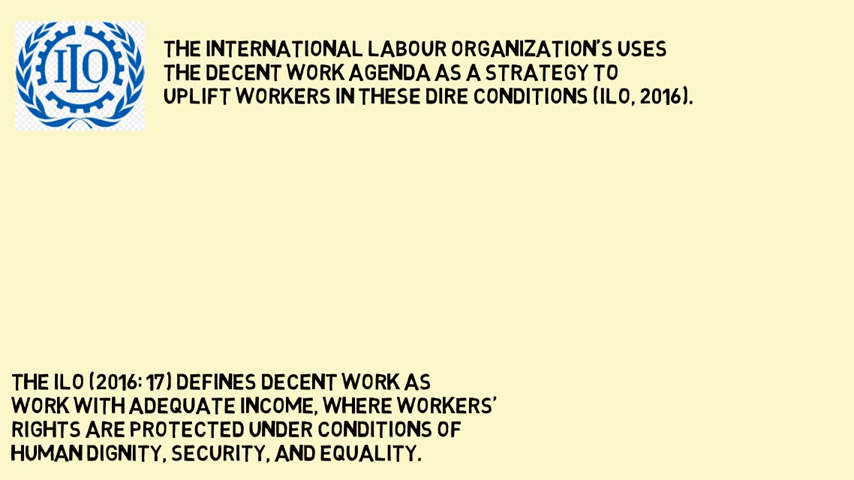 ILO
THE INTERNATIONAL LABOUR ORGANIZATION'S USES
THE DECENT WORK AGENDA AS A STRATEGY TO
UPLIFT WORKERS IN THESE DIRE CONDITIONS (ILO, 2016).
THE ILO (2016: 17) DEFINES DECENT WORK AS
WORK WITH ADEQUATE INCOME, WHERE WORKERS'
RIGHTS ARE PROTECTED UNDER CONDITIONS OF
HUMAN DIGNITY, SECURITY, AND EQUALITY.